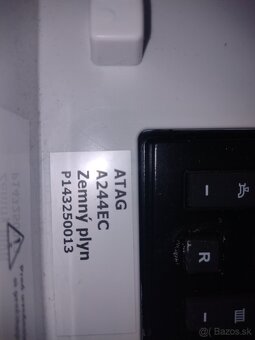 ATAG
A244EC
Zemný plyn
P143250013
R
© Bazos.sk